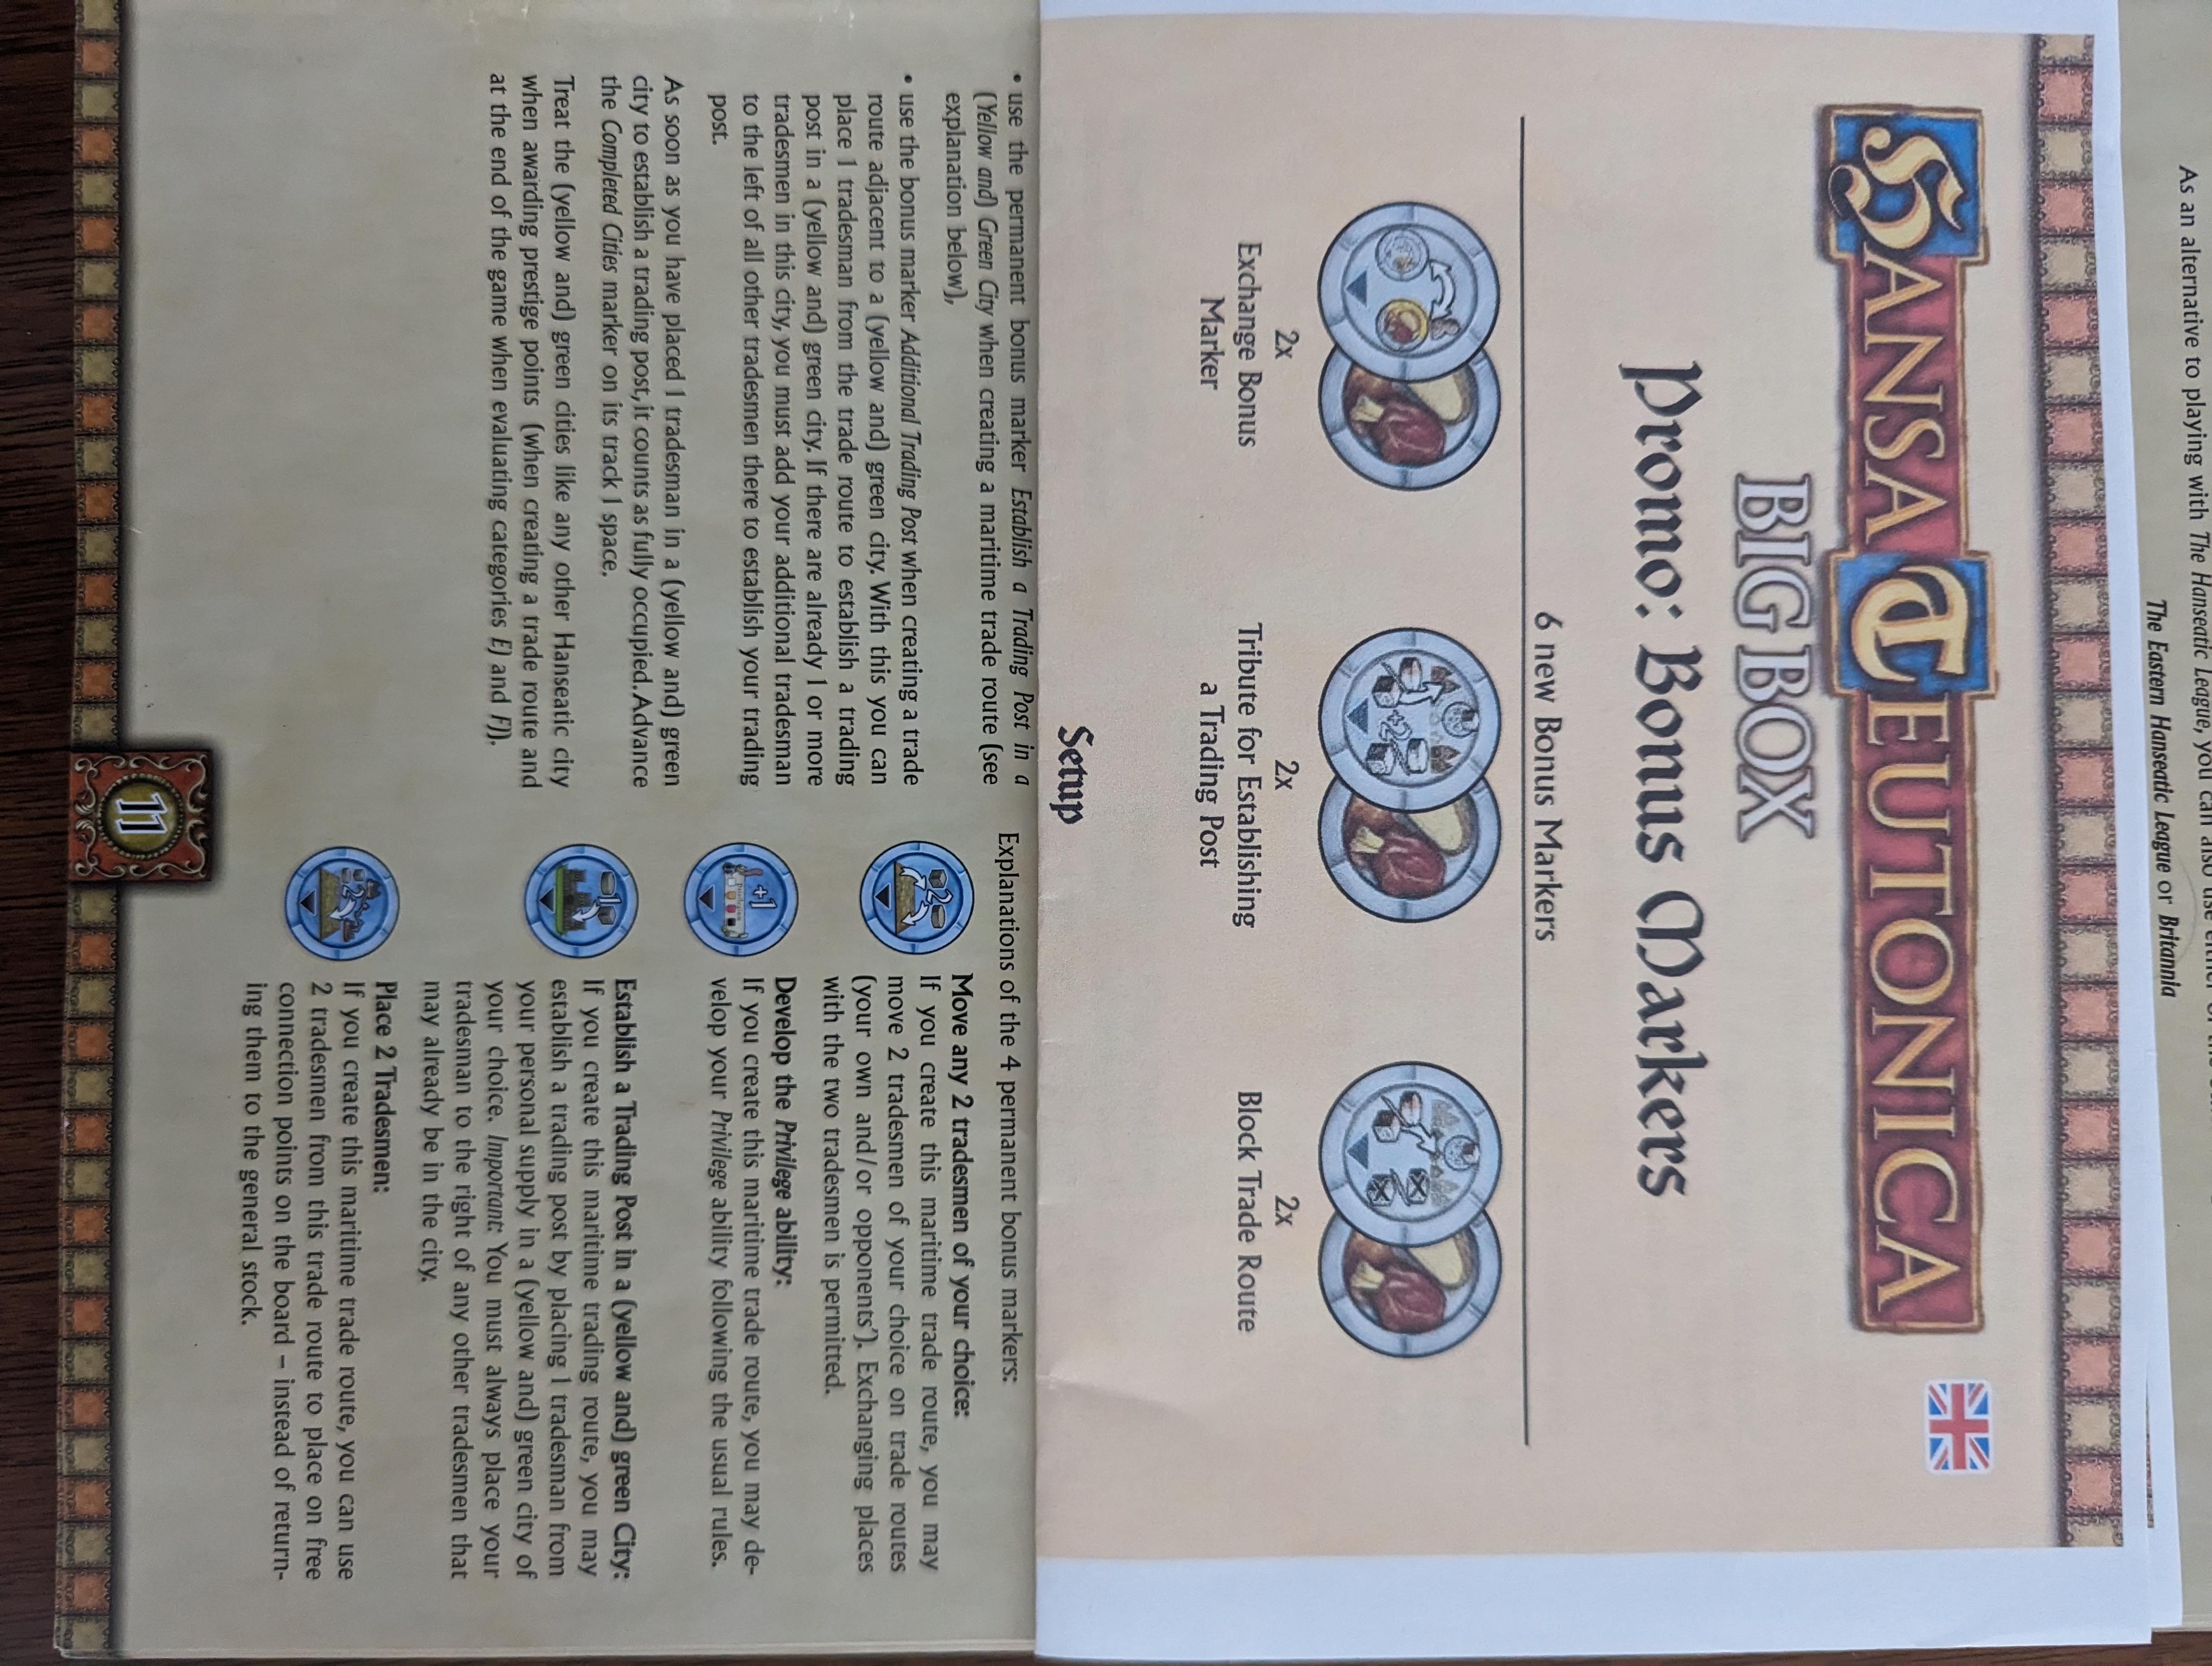 As an alternative to playing with The Hanseatic League, you can also use either of the
The Eastern Hanseatic League or Britannia
HANSA TEUTONICA
BIG BOX
Promo: Bonus Markers
6 new Bonus Markers
+2
2x
Exchange Bonus
Marker
2x
Tribute for Establishing
a Trading Post
2x
Block Trade Route
Setup
• use the permanent bonus marker Establish a Trading Post in a
(Yellow and) Green City when creating a maritime trade route (see
explanation below),
• use the bonus marker Additional Trading Post when creating a trade
route adjacent to a (yellow and) green city. With this you can
place 1 tradesman from the trade route to establish a trading
post in a (yellow and) green city. If there are already 1 or more
tradesmen in this city, you must add your additional tradesman
to the left of all other tradesmen there to establish your trading
post.
As soon as you have placed 1 tradesman in a (yellow and) green
city to establish a trading post, it counts as fully occupied. Advance
the Completed Cities marker on its track 1 space.
Treat the (yellow and) green cities like any other Hanseatic city
when awarding prestige points (when creating a trade route and
at the end of the game when evaluating categories E) and F)).
Explanations of the 4 permanent bonus markers:
2
Move any 2 tradesmen of your choice:
If you create this maritime trade route, you may
move 2 tradesmen of your choice on trade routes
(your own and/or opponents'). Exchanging places
with the two tradesmen is permitted.
+1
Privilegium
Develop the Privilege ability:
If you create this maritime trade route, you may de-
velop your Privilege ability following the usual rules.
1
Establish a Trading Post in a (yellow and) green City:
If you create this maritime trading route, you may
establish a trading post by placing 1 tradesman from
your personal supply in a (yellow and) green city of
your choice. Important: You must always place your
tradesman to the right of any other tradesmen that
may already be in the city.
2
Place 2 Tradesmen:
If you create this maritime trade route, you can use
2 tradesmen from this trade route to place on free
connection points on the board – instead of return-
ing them to the general stock.
11